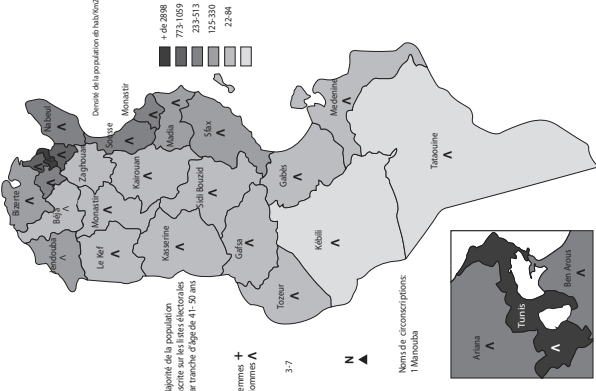 Densité de la population eb hab/Km2
+ de 2898
773-1059
233-513
125-330
22-84
Nabeul
Bizerte
Béja
Jendouba
Zaghouan
Sousse
Monastir
Monastir
Madia
Le Kef
Kairouan
Sfax
Kasserine
Sidi Bouzid
Gafsa
Gabès
Medenine
Tozeur
Kébili
Tataouine
ajorité de la population
scrite sur les listes électorales
ar tranche d'âge de 41- 50 ans
emmes +
ommes V
3-7
N
Noms de circonscriptions:
1 Manouba
Ariana
Tunis
Ben Arous